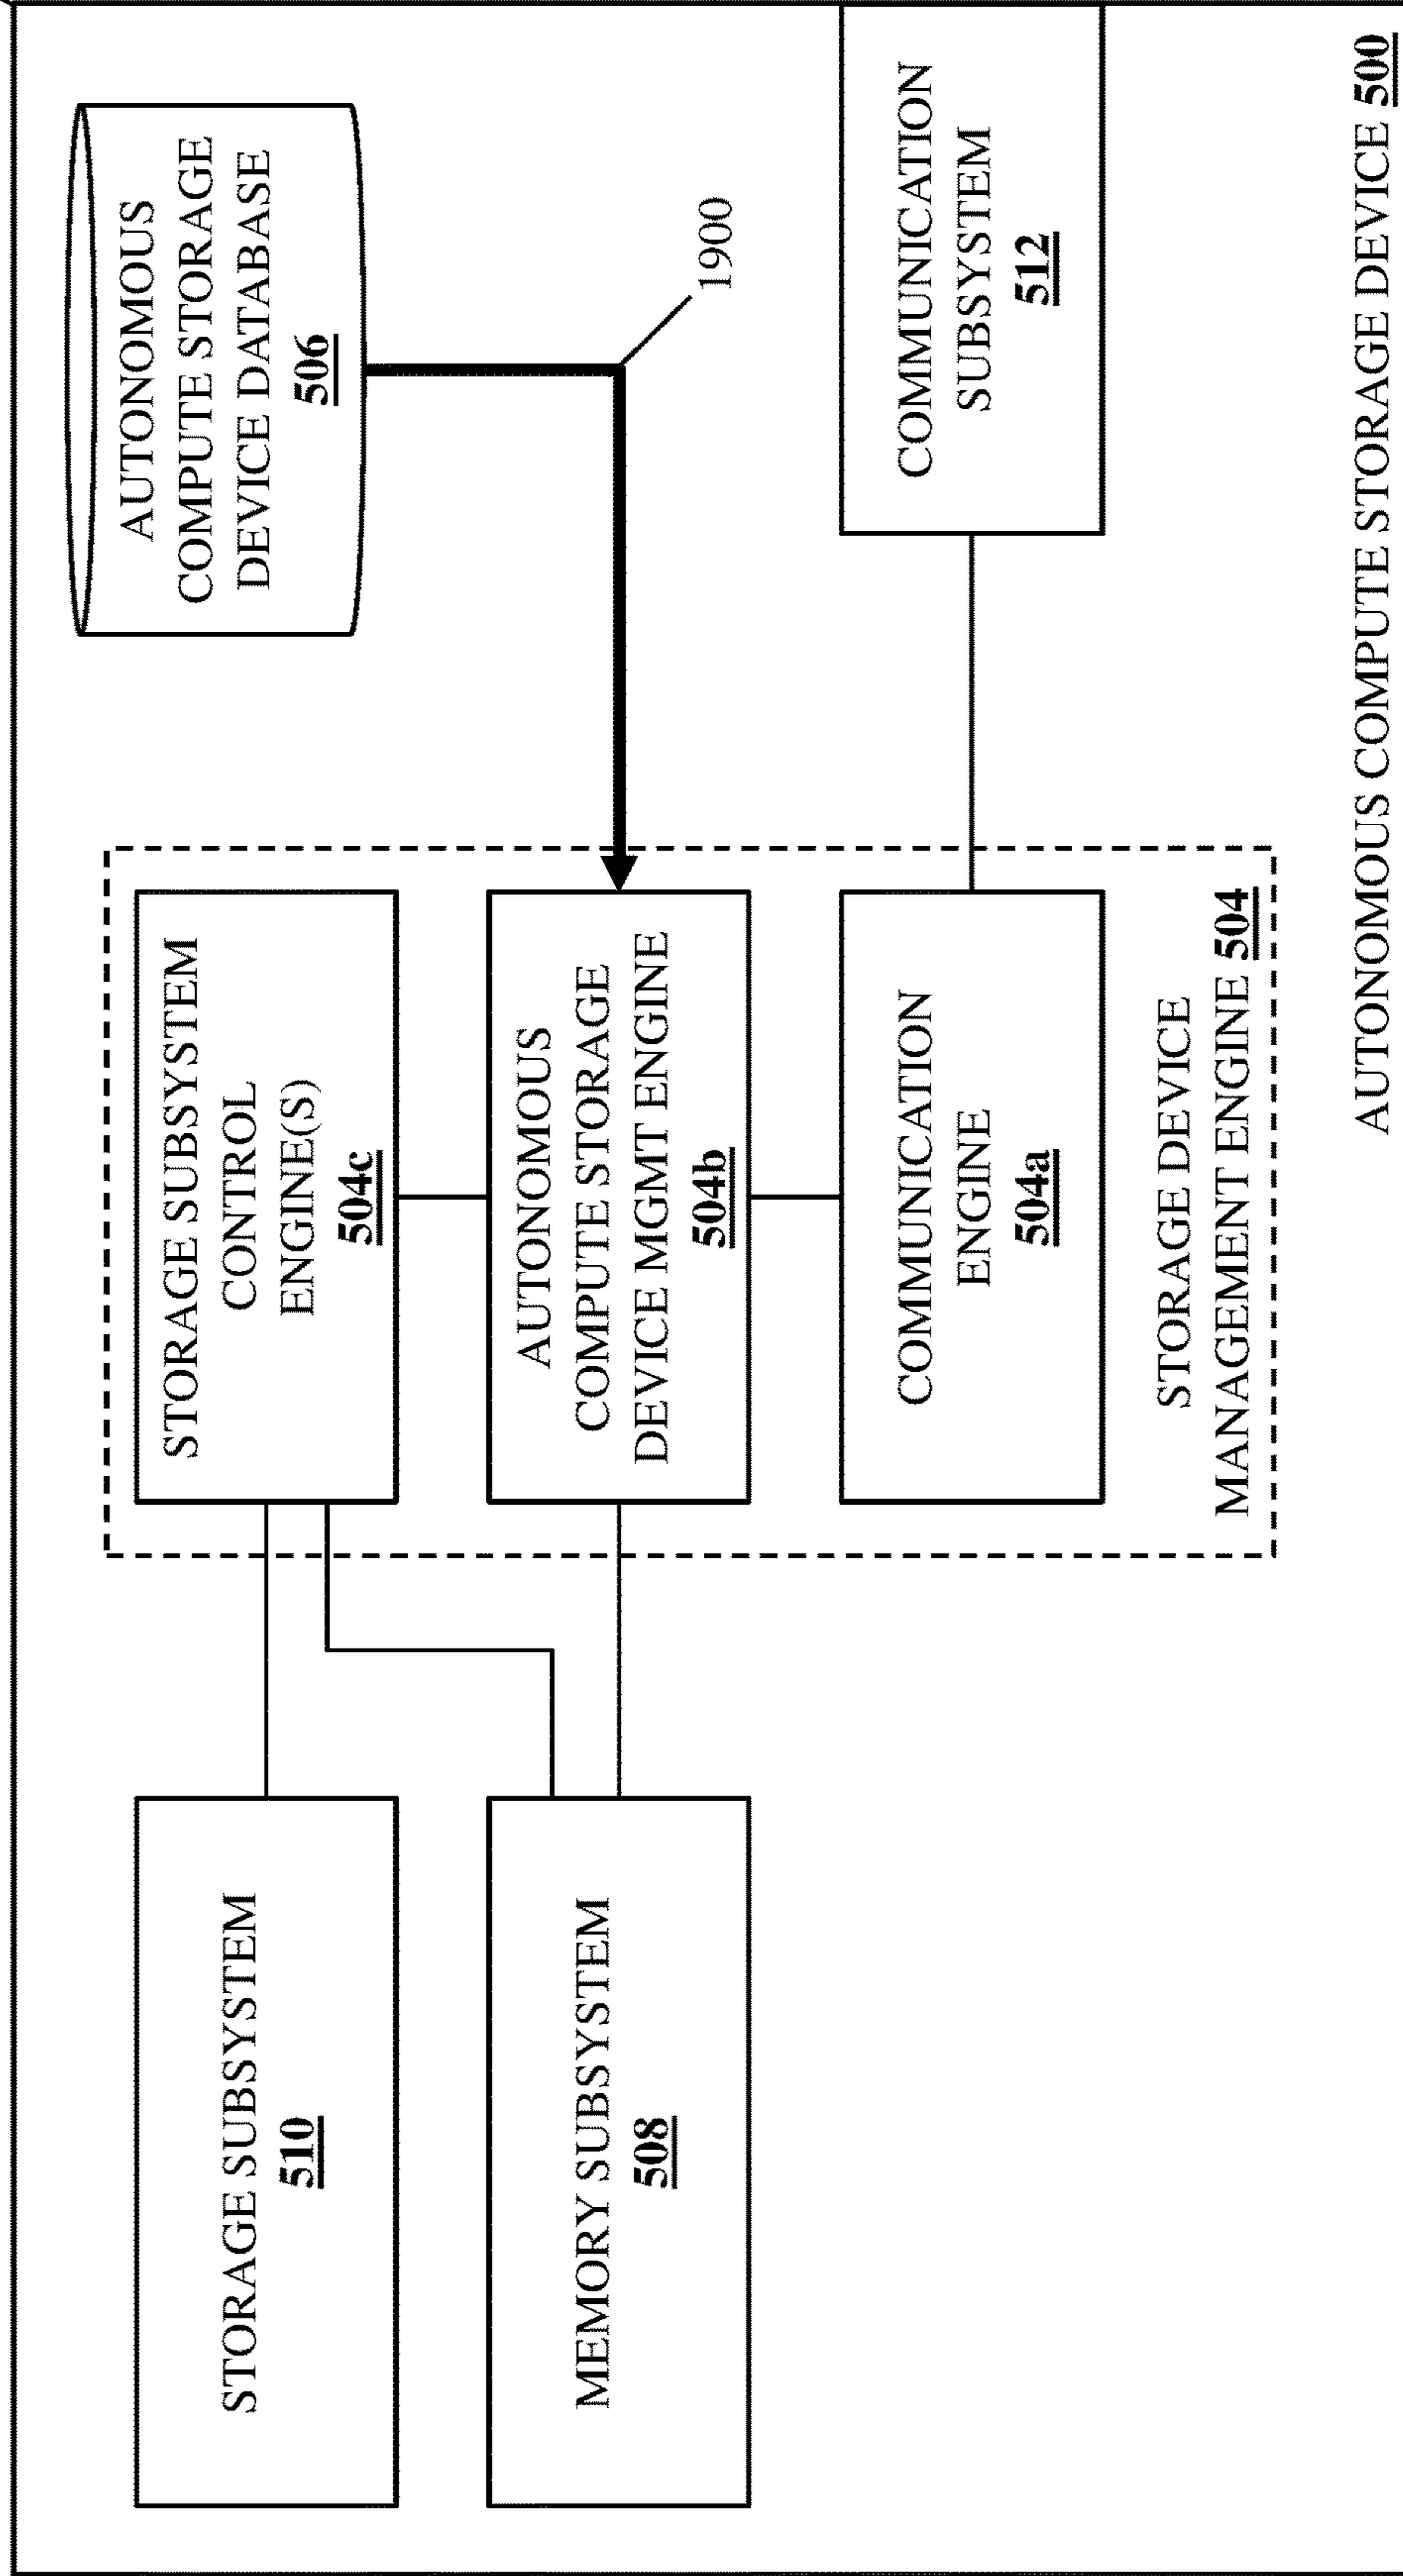 STORAGE SUBSYSTEM
510
MEMORY SUBSYSTEM
508
STORAGE SUBSYSTEM
CONTROL
ENGINE(S)
504c
AUTONOMOUS
COMPUTE STORAGE
DEVICE MGMT ENGINE
504b
COMMUNICATION
ENGINE
504a
STORAGE DEVICE
MANAGEMENT ENGINE 504
AUTONOMOUS
COMPUTE STORAGE
DEVICE DATABASE
506
1900
COMMUNICATION
SUBSYSTEM
512
AUTONOMOUS COMPUTE STORAGE DEVICE 500